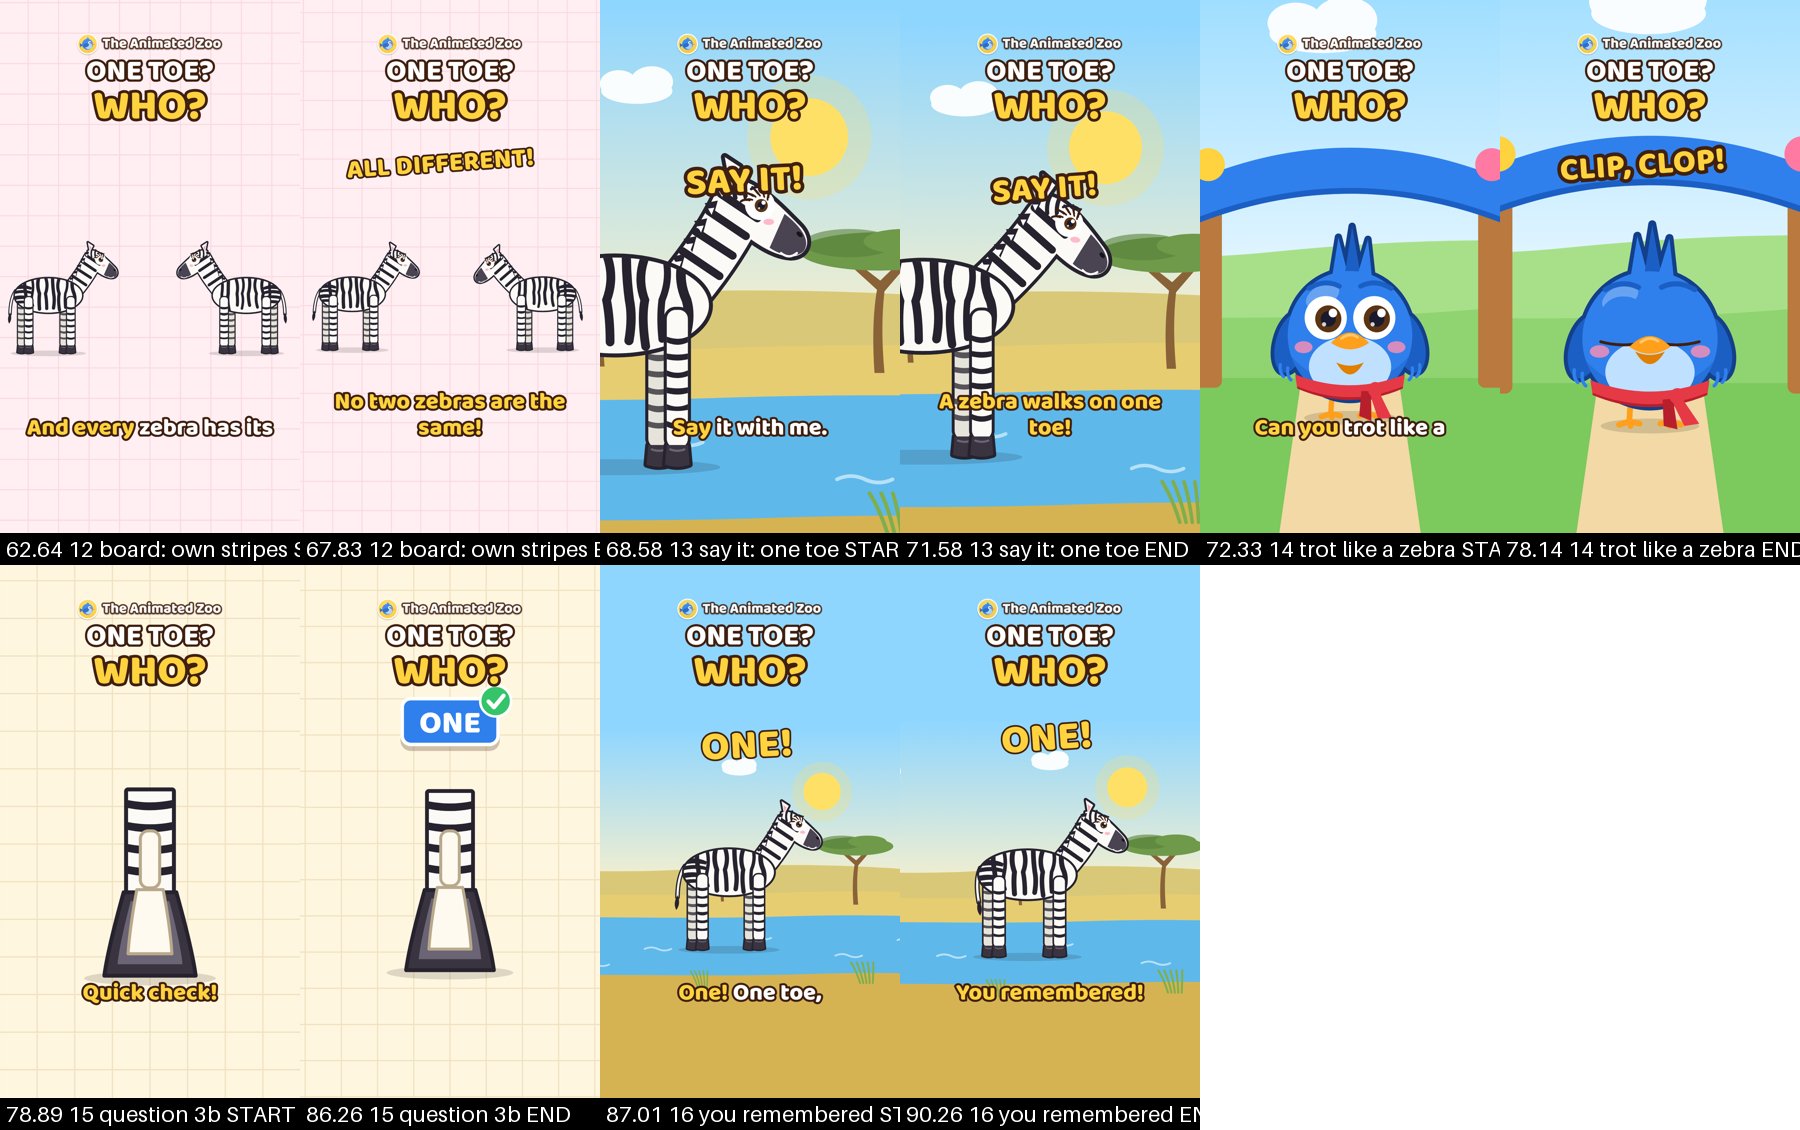 The Animated Zoo
ONE TOE?
WHO?
And every zebra has its
62.64 12 board: own stripes S
The Animated Zoo
ONE TOE?
WHO?
ALL DIFFERENT!
No two zebras are the
same!
67.83 12 board: own stripes E
The Animated Zoo
ONE TOE?
WHO?
SAY IT!
Say it with me.
68.58 13 say it: one toe STAR
The Animated Zoo
ONE TOE?
WHO?
SAY IT!
A zebra walks on one
toe!
71.58 13 say it: one toe END
The Animated Zoo
ONE TOE?
WHO?
Can you trot like a
72.33 14 trot like a zebra STA
The Animated Zoo
ONE TOE?
WHO?
CLIP, CLOP!
78.14 14 trot like a zebra END
The Animated Zoo
ONE TOE?
WHO?
Quick check!
78.89 15 question 3b START
The Animated Zoo
ONE TOE?
WHO?
ONE
86.26 15 question 3b END
The Animated Zoo
ONE TOE?
WHO?
ONE!
One! One toe,
87.01 16 you remembered ST
The Animated Zoo
ONE TOE?
WHO?
ONE!
You remembered!
90.26 16 you remembered EN